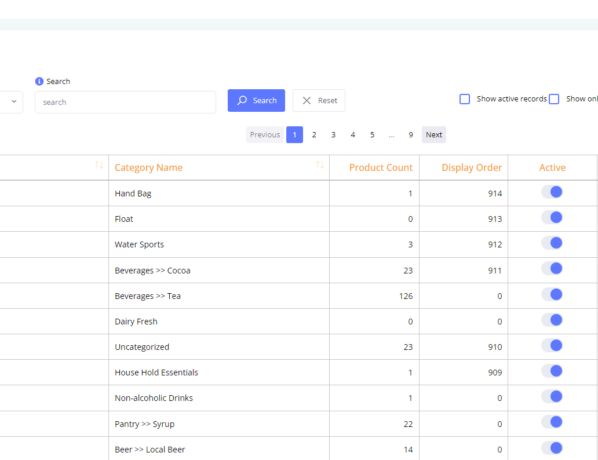 Search
search
Search
Reset
Show active records
Show onl
Previous 1 2 3 4 5 ... 9 Next
Category Name Product Count Display Order Active
Hand Bag 1 914
Float 0 913
Water Sports 3 912
Beverages >> Cocoa 23 911
Beverages >> Tea 126 0
Dairy Fresh 0 0
Uncategorized 23 910
House Hold Essentials 1 909
Non-alcoholic Drinks 1 0
Pantry >> Syrup 22 0
Beer >> Local Beer 14 0